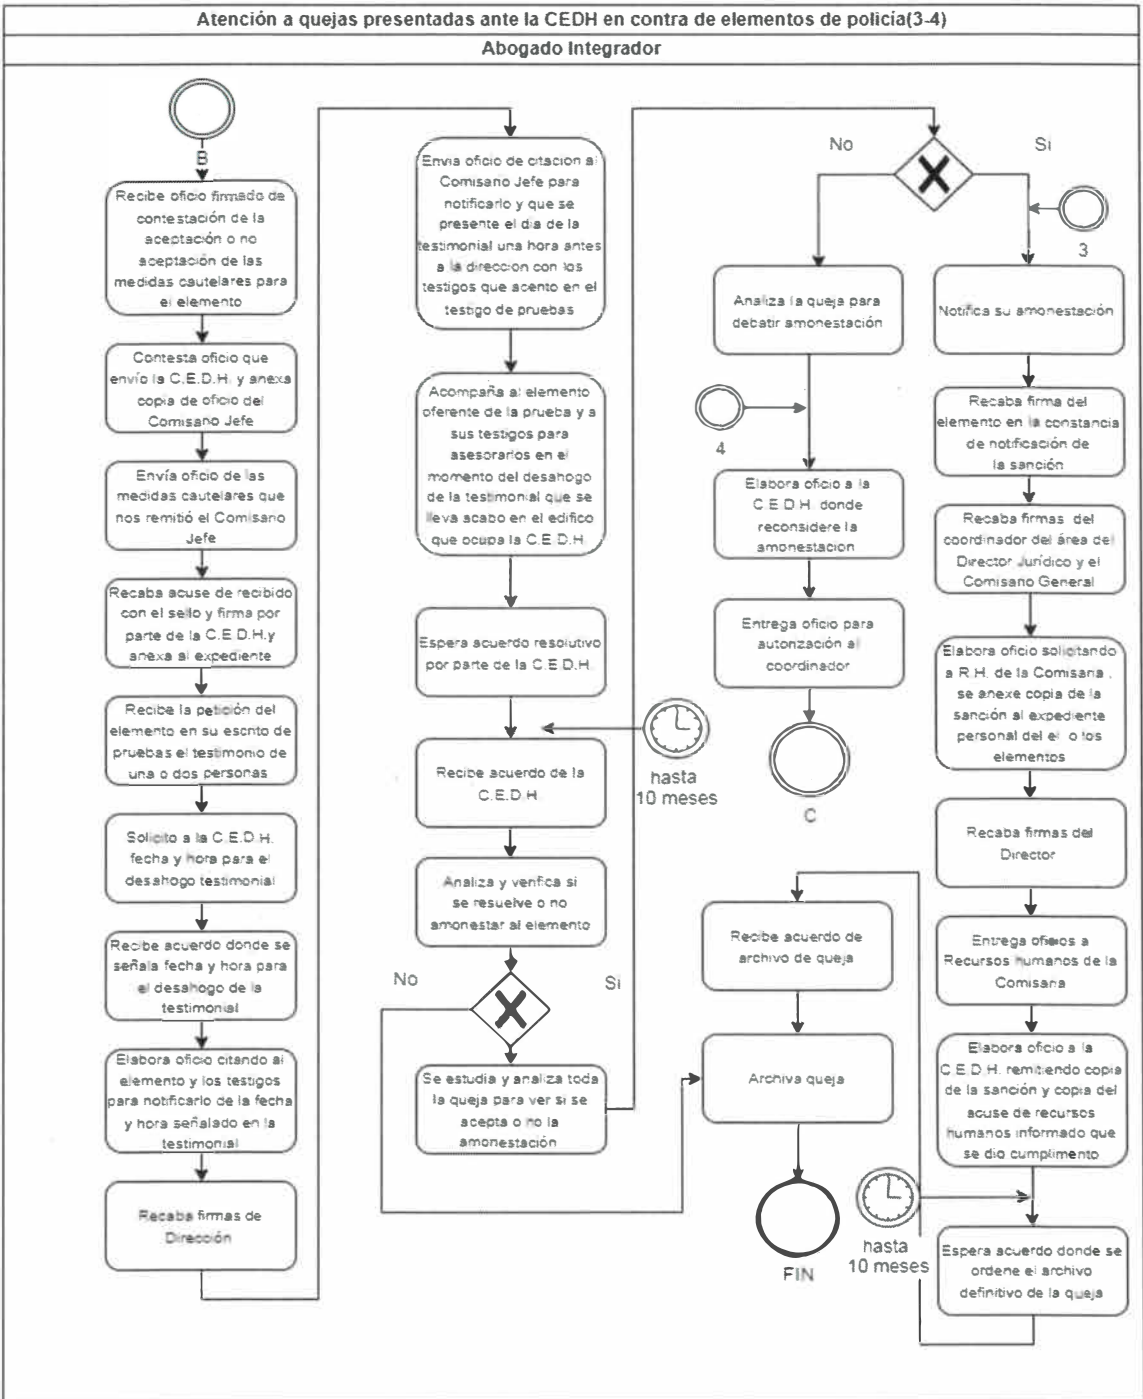 Atención a quejas presentadas ante la CEDH en contra de elementos de policía(3-4)
Abogado Integrador
B
Recibe oficio firmado de
contestación de la
aceptación o no
aceptación de las
medidas cautelares para
el elemento
Contesta oficio que
envío la C.E.D.H. y anexa
copia de oficio del
Comisario Jefe
Envía oficio de las
medidas cautelares que
nos remitió el Comisario
Jefe
Recaba acuse de recibido
con el sello y firma por
parte de la C.E.D.H.y
anexa al expediente
Recibe la petición del
elemento en su escrito de
pruebas el testimonio de
una o dos personas
Solicito a la C.E.D.H.
fecha y hora para el
desahogo testimonial
Recibe acuerdo donde se
señala fecha y hora para
el desahogo de la
testimonial
Elabora oficio citando al
elemento y los testigos
para notificarlo de la fecha
y hora señalado en la
testimonial
Recaba firmas de
Dirección
Envia oficio de citacion al
Comisario Jefe para
notificarlo y que se
presente el dia de la
testimonial una hora antes
a la direccion con los
testigos que acento en el
testigo de pruebas
Acompaña al elemento
oferente de la prueba y a
sus testigos para
asesorarlos en el
momento del desahogo
de la testimonial que se
lleva acabo en el edifico
que ocupa la C.E.D.H.
Espera acuerdo resolutivo
por parte de la C.E.D.H.
hasta
10 meses
Recibe acuerdo de la
C.E.D.H
Analiza y verifica si
se resuelve o no
amonestar al elemento
No
Si
Se estudia y analiza toda
la queja para ver si se
acepta o no la
amonestación
No
Si
Analiza la queja para
debatir amonestación
4
Elabora oficio a la
C.E.D.H. donde
reconsidere la
amonestacion
Entrega oficio para
autorización al
coordinador
C
Recibe acuerdo de
archivo de queja
Archiva queja
FIN
3
Notifica su amonestación
Recaba firma del
elemento en la constancia
de notificación de
la sanción
Recaba firmas del
coordinador del área del
Director Jurídico y el
Comisario General
Elabora oficio solicitando
a R.H. de la Comisaria ,
se anexe copia de la
sanción al expediente
personal del el o los
elementos
Recaba firmas del
Director
Entrega oficios a
Recursos humanos de la
Comisaria
Elabora oficio a la
C.E.D.H. remitiendo copia
de la sanción y copia del
acuse de recursos
humanos informado que
se dio cumplimento
hasta
10 meses
Espera acuerdo donde se
ordene el archivo
definitivo de la queja